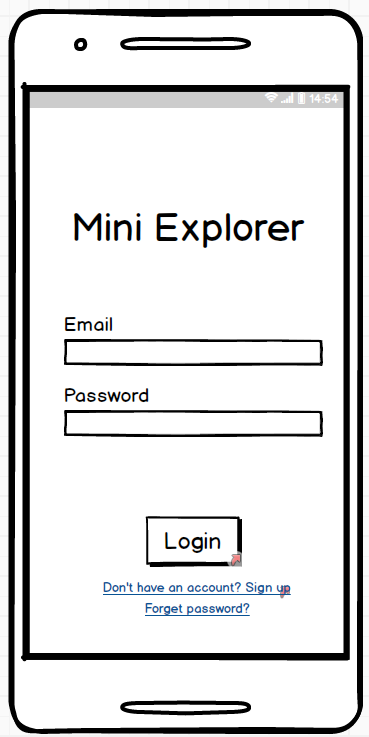 14:54
Mini Explorer
Email
Password
Login
Don't have an account? Sign up
Forget password?